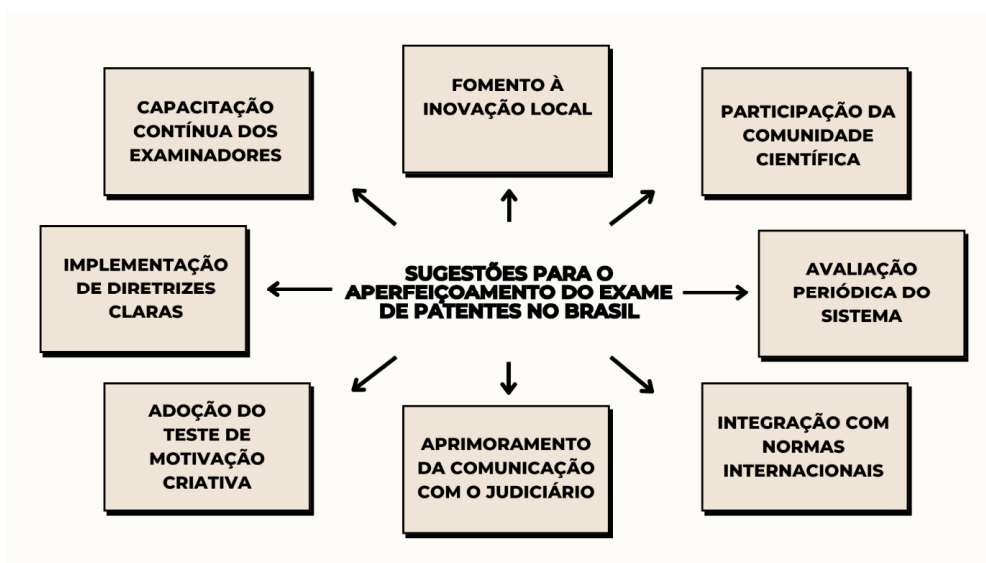 CAPACITAÇÃO
CONTÍNUA DOS
EXAMINADORES
FOMENTO À
INOVAÇÃO LOCAL
PARTICIPAÇÃO DA
COMUNIDADE
CIENTÍFICA
IMPLEMENTAÇÃO
DE DIRETRIZES
CLARAS
SUGESTÕES PARA O
APERFEIÇOAMENTO DO EXAME
DE PATENTES NO BRASIL
AVALIAÇÃO
PERIÓDICA DO
SISTEMA
ADOÇÃO DO
TESTE DE
MOTIVAÇÃO
CRIATIVA
APRIMORAMENTO
DA COMUNICAÇÃO
COM O JUDICIÁRIO
INTEGRAÇÃO COM
NORMAS
INTERNACIONAIS